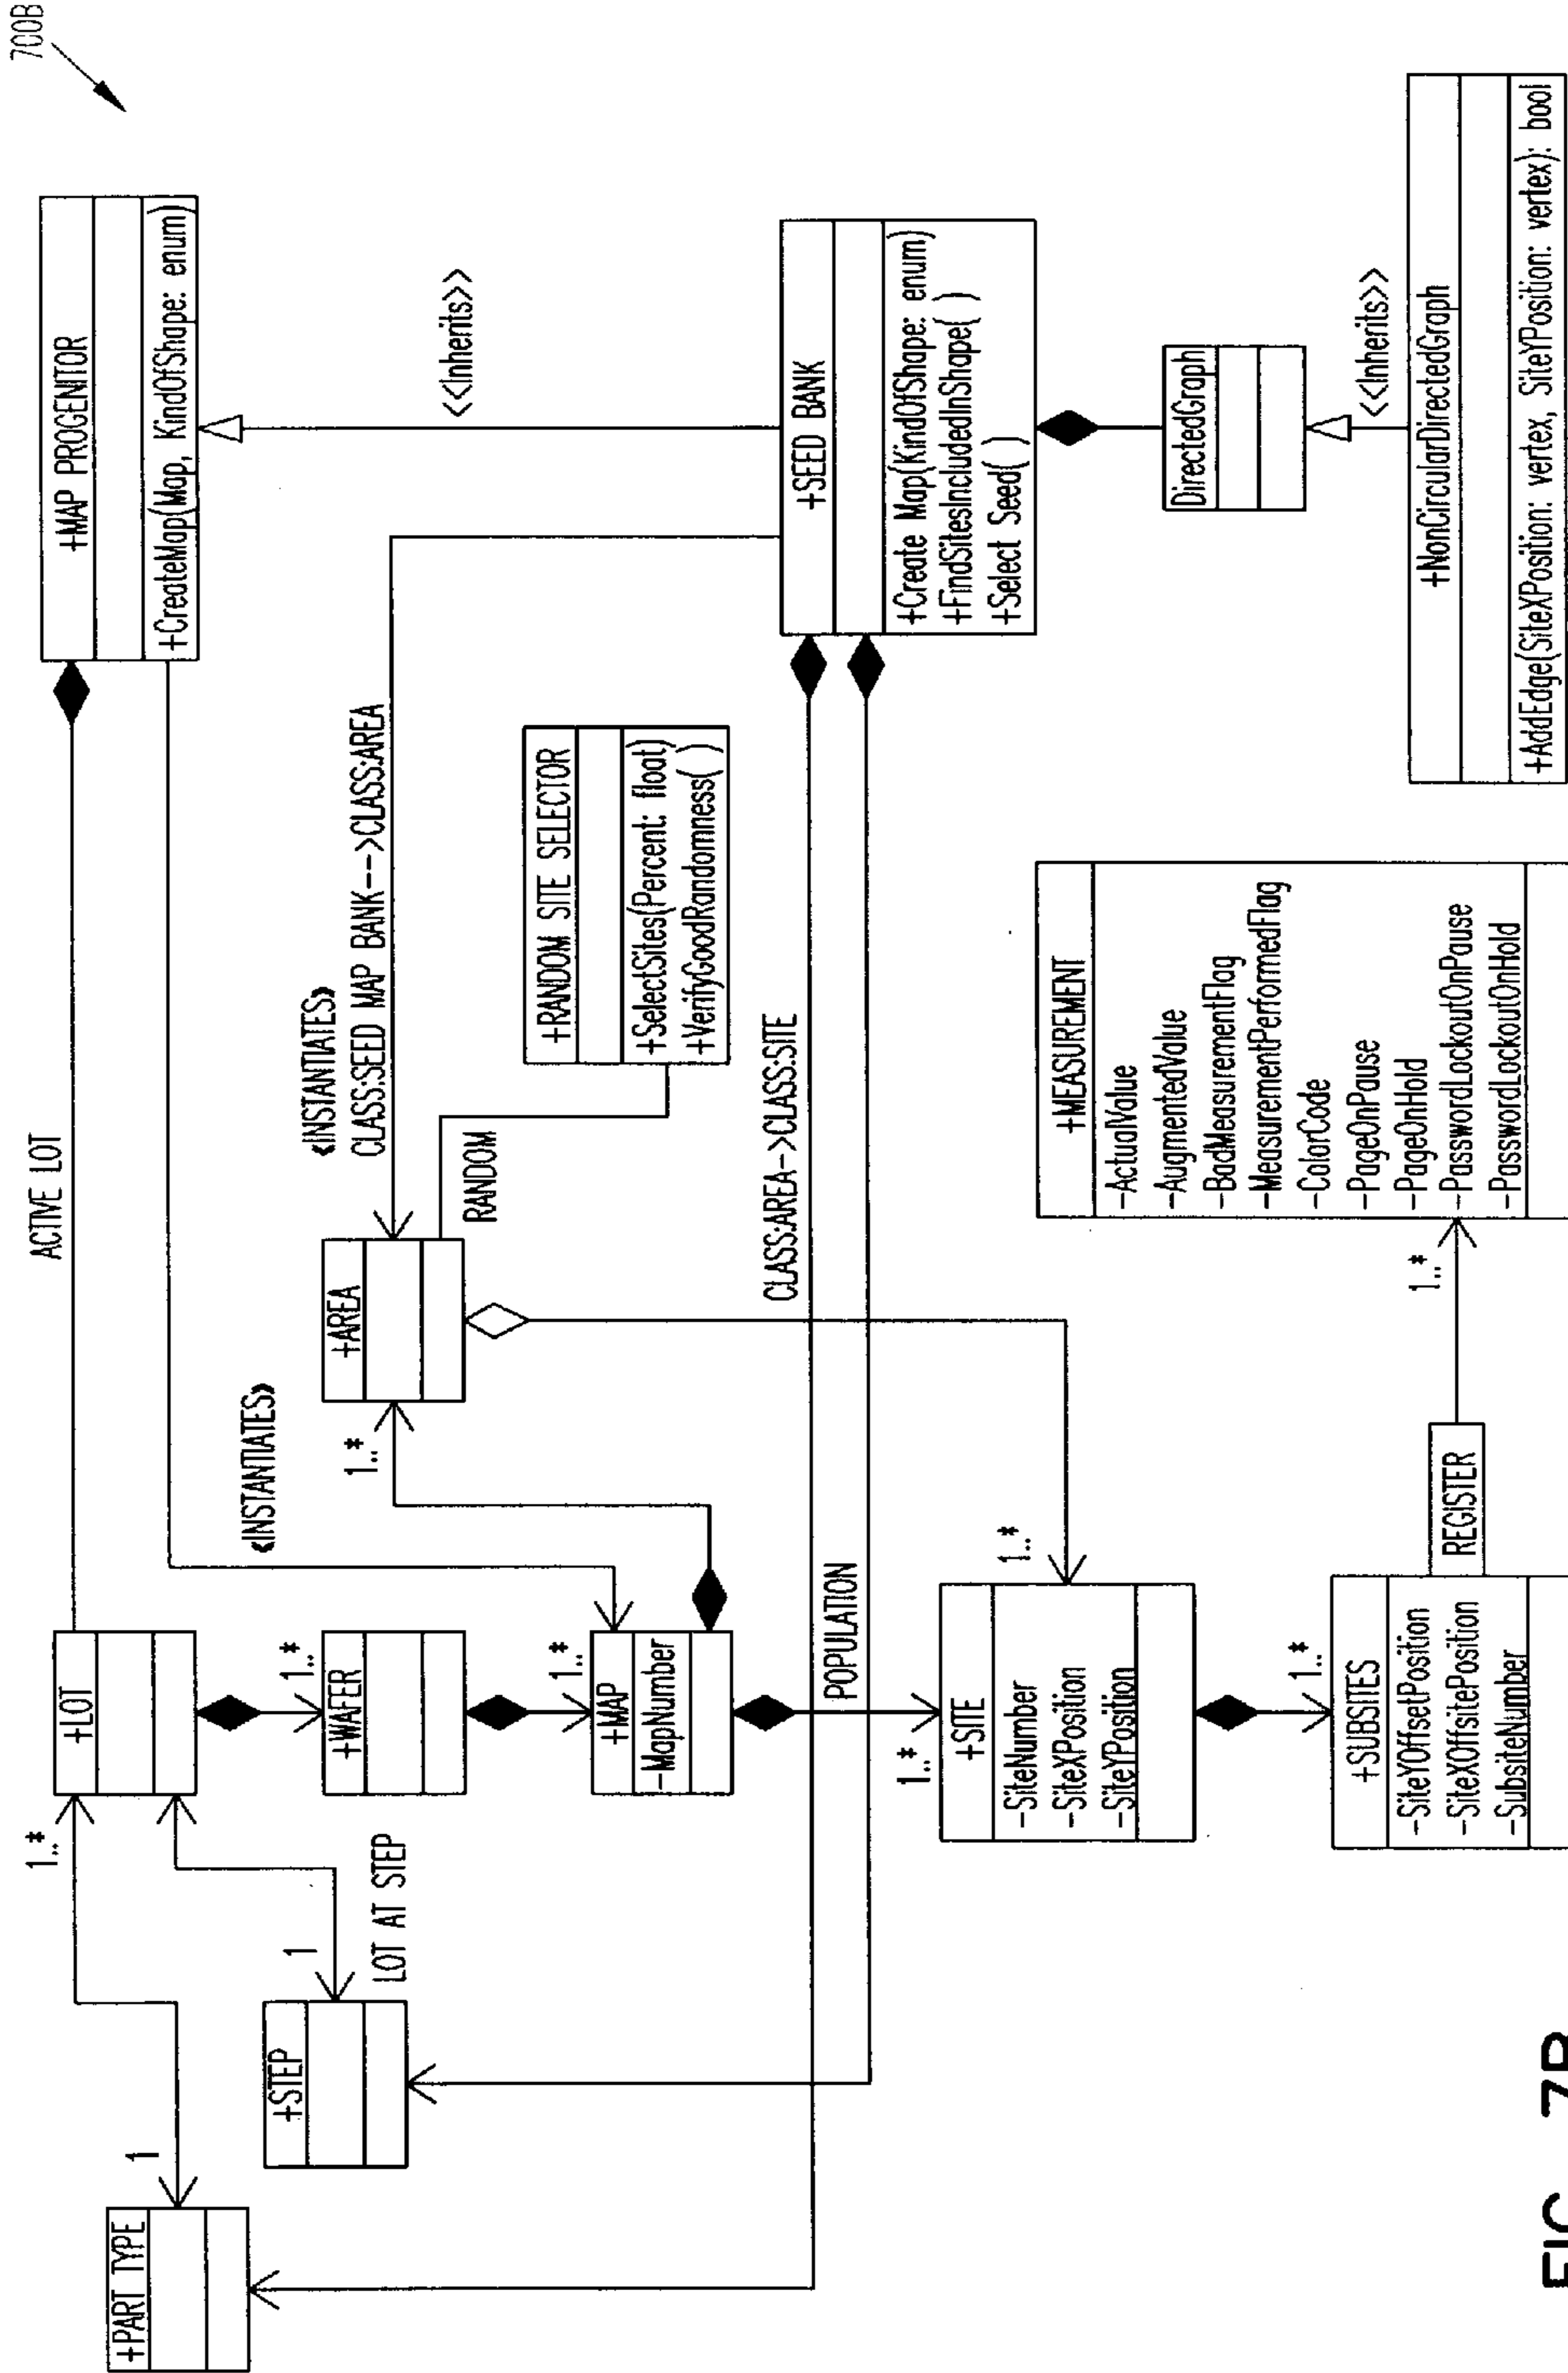 700B
+PART TYPE
1
1..*
+STEP
1
LOT AT STEP
+LOT
ACTIVE LOT
1..*
+WAFER
1..*
+MAP
-MapNumber
«INSTANTIATES»
+MAP PROGENITOR
+CreateMap(Map, KindOfShape: enum)
<<Inherits>>
1..*
+AREA
RANDOM
«INSTANTIATES»
CLASS:SEED MAP BANK-->CLASS:AREA
+RANDOM SITE SELECTOR
+SelectSites(Percent: float)
+VerifyGoodRandomness( )
CLASS:AREA->CLASS:SITE
POPULATION
+SEED BANK
+Create Map(KindOfShape: enum)
+FindSitesIncludedInShape( )
+Select Seed( )
1..*
1..*
+SITE
-SiteNumber
-SiteXPosition
-SiteYPosition
1..*
+SUBSITES
-SiteYOffsetPosition
-SiteXOffsitePosition
-SubsiteNumber
REGISTER
1..*
+MEASUREMENT
-ActualValue
-AugmentedValue
-BadMeasurementFlag
-MeasurementPerformedFlag
-ColorCode
-PageOnPause
-PageOnHold
-PasswordLockoutOnPause
-PasswordLockoutOnHold
DirectedGraph
<<Inherits>>
+NonCircularDirectedGraph
+AddEdge(SiteXPosition: vertex, SiteYPosition: vertex): bool
FIG. 7B